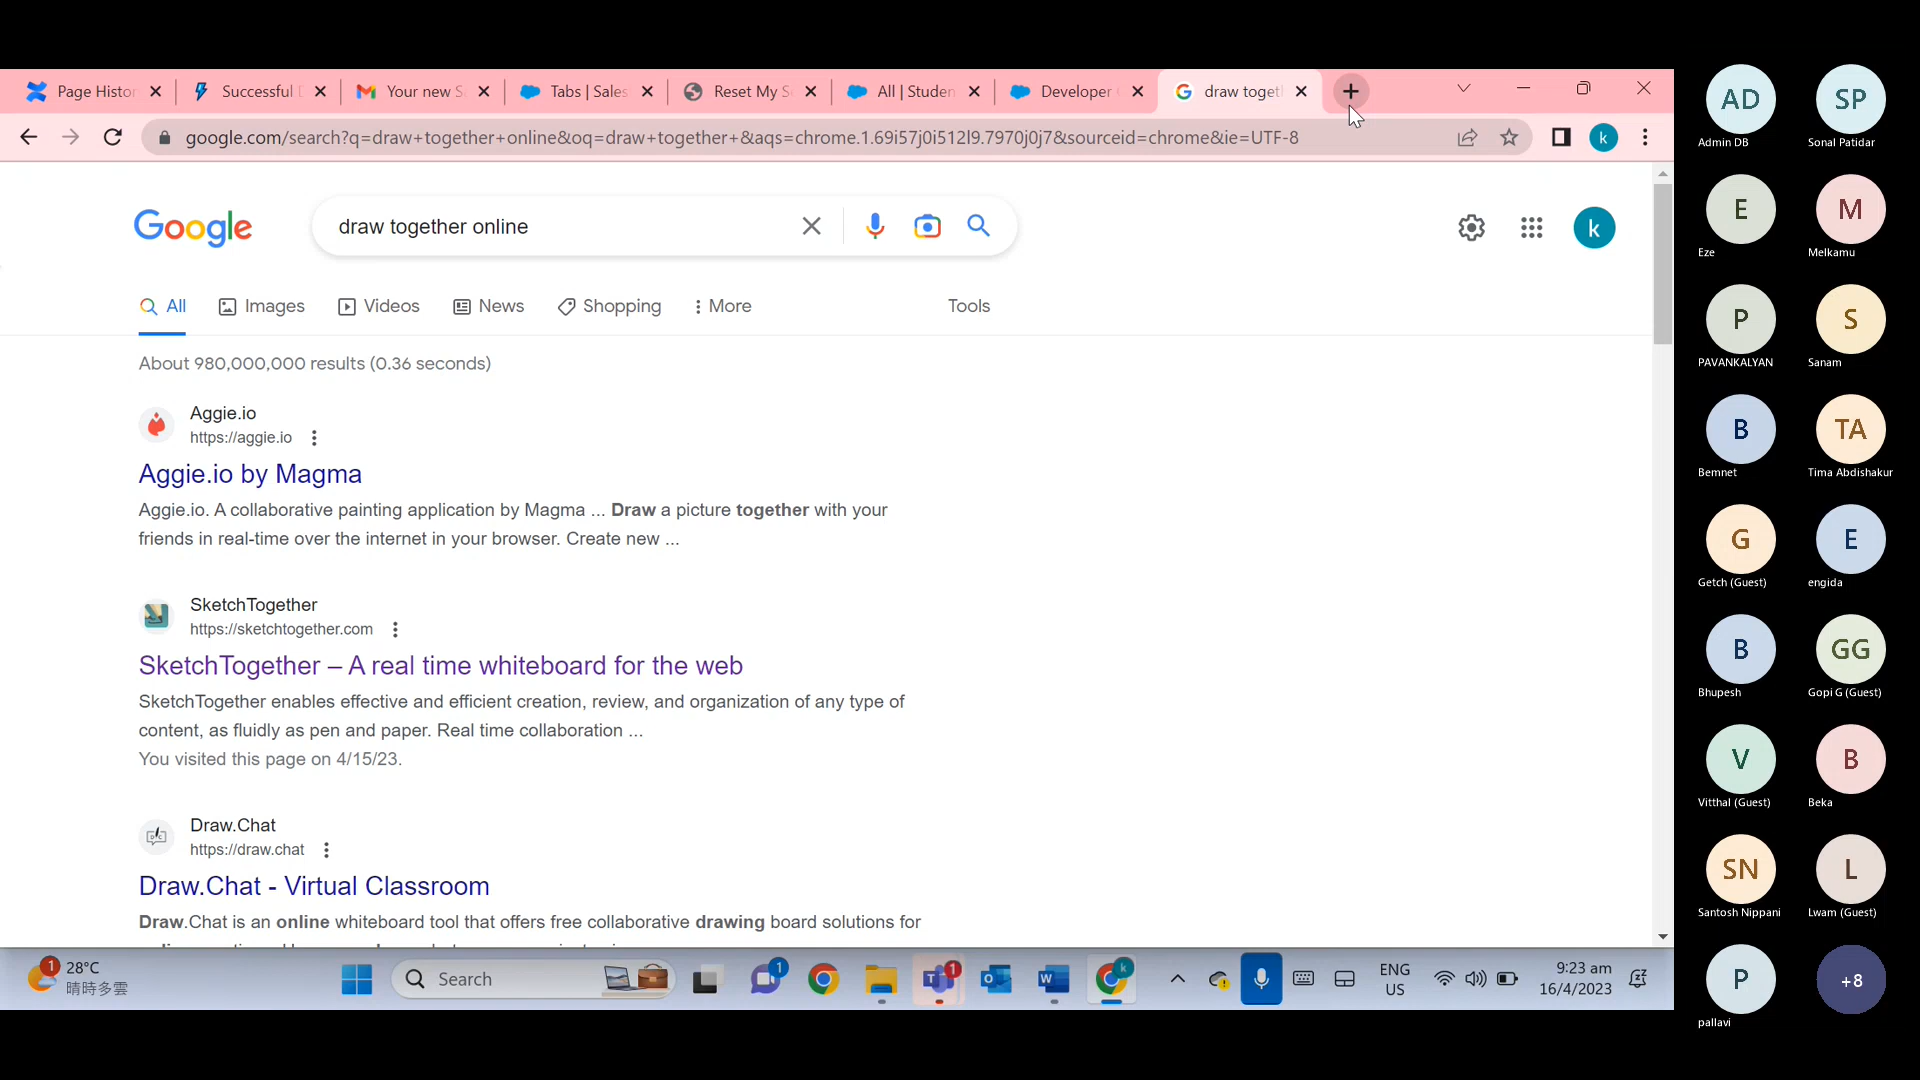 Page Histor
Successful D
Your new S
Tabs | Sales
Reset My S
All | Studen
Developer
draw toget
google.com/search?q=draw+together+online&oq=draw+together+&aqs=chrome.1.69i57j0i512l9.7970j0j7&sourceid=chrome&ie=UTF-8
k
Google
draw together online
k
All
Images
Videos
News
Shopping
More
Tools
About 980,000,000 results (0.36 seconds)
Aggie.io
https://aggie.io
Aggie.io by Magma
Aggie.io. A collaborative painting application by Magma ... Draw a picture together with your
friends in real-time over the internet in your browser. Create new ...
SketchTogether
https://sketchtogether.com
SketchTogether – A real time whiteboard for the web
SketchTogether enables effective and efficient creation, review, and organization of any type of
content, as fluidly as pen and paper. Real time collaboration ...
You visited this page on 4/15/23.
Draw.Chat
https://draw.chat
Draw.Chat - Virtual Classroom
Draw.Chat is an online whiteboard tool that offers free collaborative drawing board solutions for
1
28°C
晴時多雲
Search
1
1
k
ENG
US
9:23 am
16/4/2023
AD
Admin DB
SP
Sonal Patidar
E
Eze
M
Melkamu
P
PAVANKALYAN
S
Sanam
B
Bemnet
TA
Tima Abdishakur
G
Getch (Guest)
E
engida
B
Bhupesh
GG
Gopi G (Guest)
V
Vitthal (Guest)
B
Beka
SN
Santosh Nippani
L
Lwam (Guest)
P
pallavi
+8